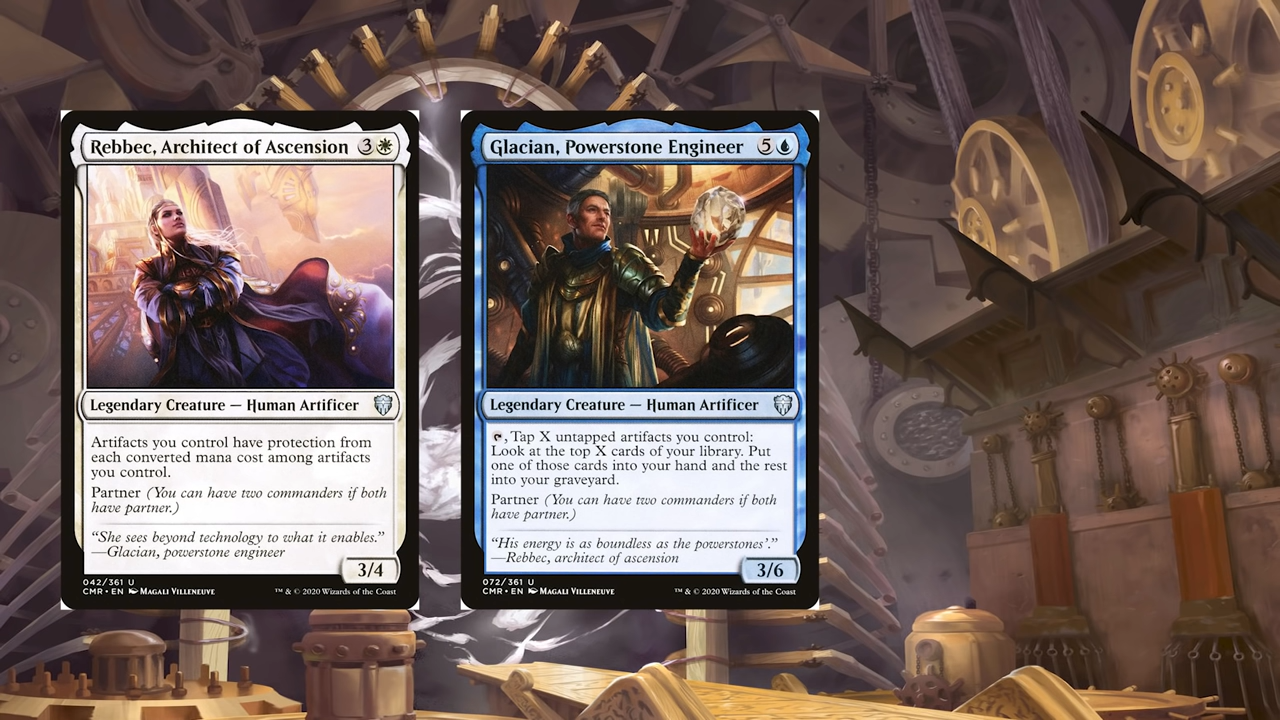 Rebbec, Architect of Ascension 3
Artifacts you control have protection from
each converted mana cost among artifacts
you control.
Partner (You can have two commanders if both
have partner.)
“She sees beyond technology to what it enables.”
—Glacian, powerstone engineer
Legendary Creature — Human Artificer
3/4
042/361 U
CMR • EN Magali Villeneuve
™ & © 2020 Wizards of the Coast
Glacian, Powerstone Engineer 5
Legendary Creature — Human Artificer
, Tap X untapped artifacts you control:
Look at the top X cards of your library. Put
one of those cards into your hand and the rest
into your graveyard.
Partner (You can have two commanders if both
have partner.)
“His energy is as boundless as the powerstones’.”
—Rebbec, architect of ascension
3/6
072/361 U
CMR • EN Magali Villeneuve
™ & © 2020 Wizards of the Coast